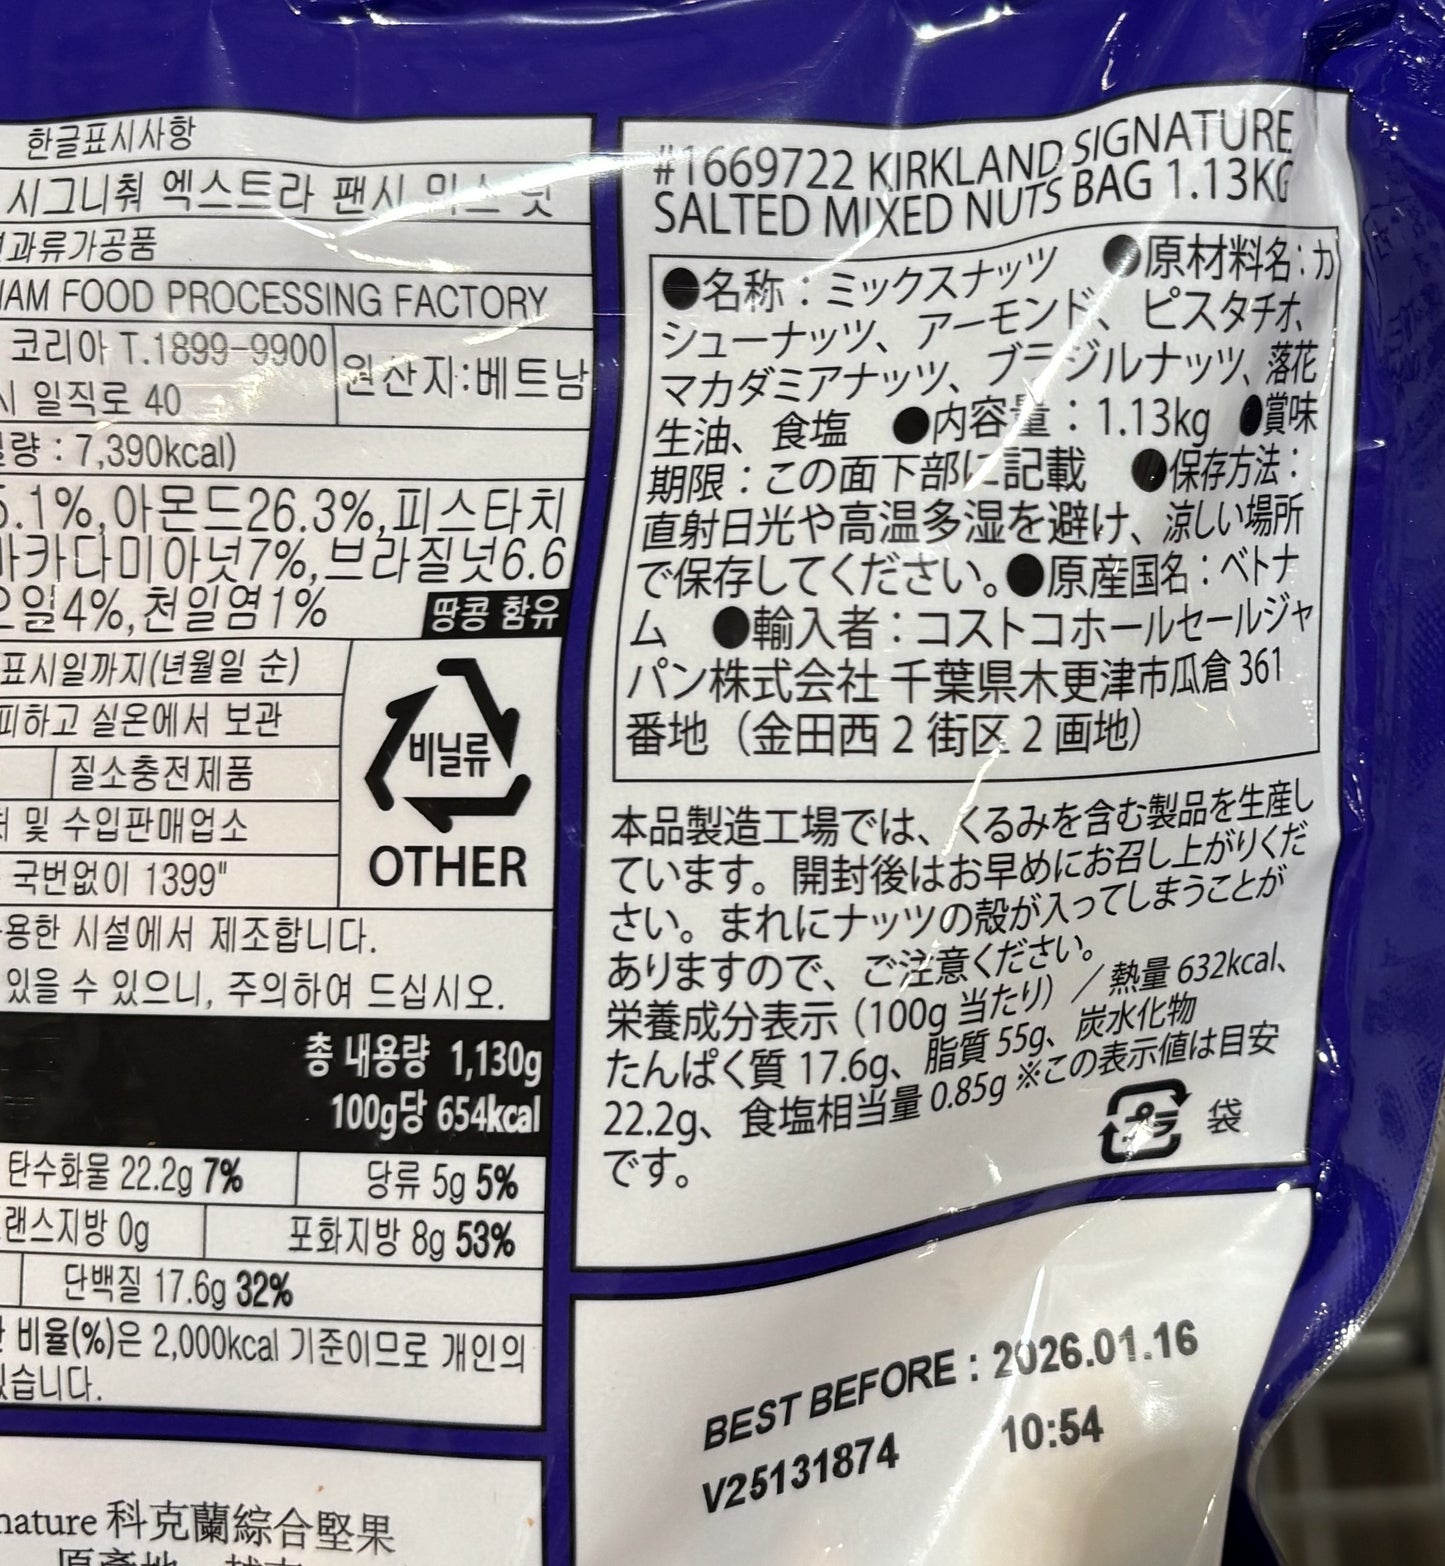 한글표시사항
시그니춰 엑스트라 팬시 믹스 넛
과류가공품
NAM FOOD PROCESSING FACTORY
코리아 T.1899-9900
시 일직로 40
원산지:베트남
량 : 7,390kcal)
5.1%,아몬드26.3%,피스타치
마카다미아넛7%,브라질넛6.6
오일4%,천일염1%
땅콩 함유
표시일까지(년월일 순)
피하고 실온에서 보관
질소충전제품
처 및 수입판매업소
국번없이 1399"
비닐류
OTHER
용한 시설에서 제조합니다.
있을 수 있으니, 주의하여 드십시오.
총 내용량 1,130g
100g당 654kcal
탄수화물 22.2g 7%
당류 5g 5%
랜스지방 0g
포화지방 8g 53%
단백질 17.6g 32%
비율(%)은 2,000kcal 기준이므로 개인의
있습니다.
nature 科克蘭綜合堅果
#1669722 KIRKLAND SIGNATURE
SALTED MIXED NUTS BAG 1.13KG
●名称：ミックスナッツ ●原材料名：カ
シューナッツ、アーモンド、ピスタチオ、
マカダミアナッツ、ブラジルナッツ、落花
生油、食塩 ●内容量：1.13kg ●賞味
期限：この面下部に記載 ●保存方法：
直射日光や高温多湿を避け、涼しい場所
で保存してください。●原産国名：ベトナ
ム ●輸入者：コストコホールセールジャ
パン株式会社 千葉県木更津市瓜倉 361
番地（金田西 2 街区 2 画地）
本品製造工場では、くるみを含む製品を生産し
ています。開封後はお早めにお召し上がりくだ
さい。まれにナッツの殻が入ってしまうことが
ありますので、ご注意ください。
栄養成分表示（100g 当たり）／熱量 632kcal、
たんぱく質 17.6g、脂質 55g、炭水化物
22.2g、食塩相当量 0.85g ※この表示値は目安
です。
プラ 袋
BEST BEFORE : 2026.01.16
V25131874 10:54